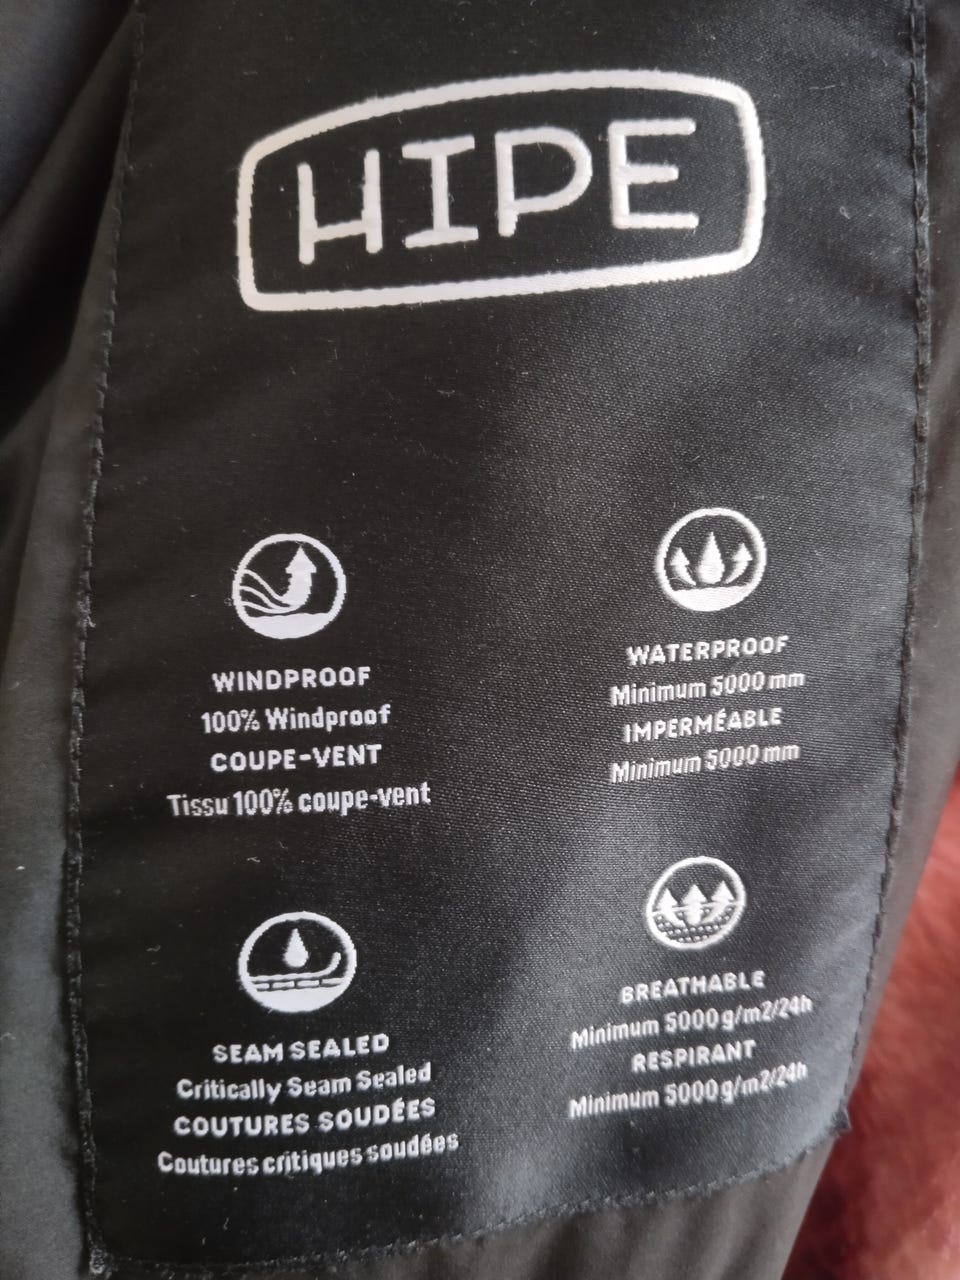 HIPE
WINDPROOF
100% Windproof
COUPE-VENT
Tissu 100% coupe-vent
WATERPROOF
Minimum 5000 mm
IMPERMÉABLE
Minimum 5000 mm
SEAM SEALED
Critically Seam Sealed
COUTURES SOUDÉES
Coutures critiques soudées
BREATHABLE
Minimum 5000 g/m2/24h
RESPIRANT
Minimum 5000 g/m2/24h